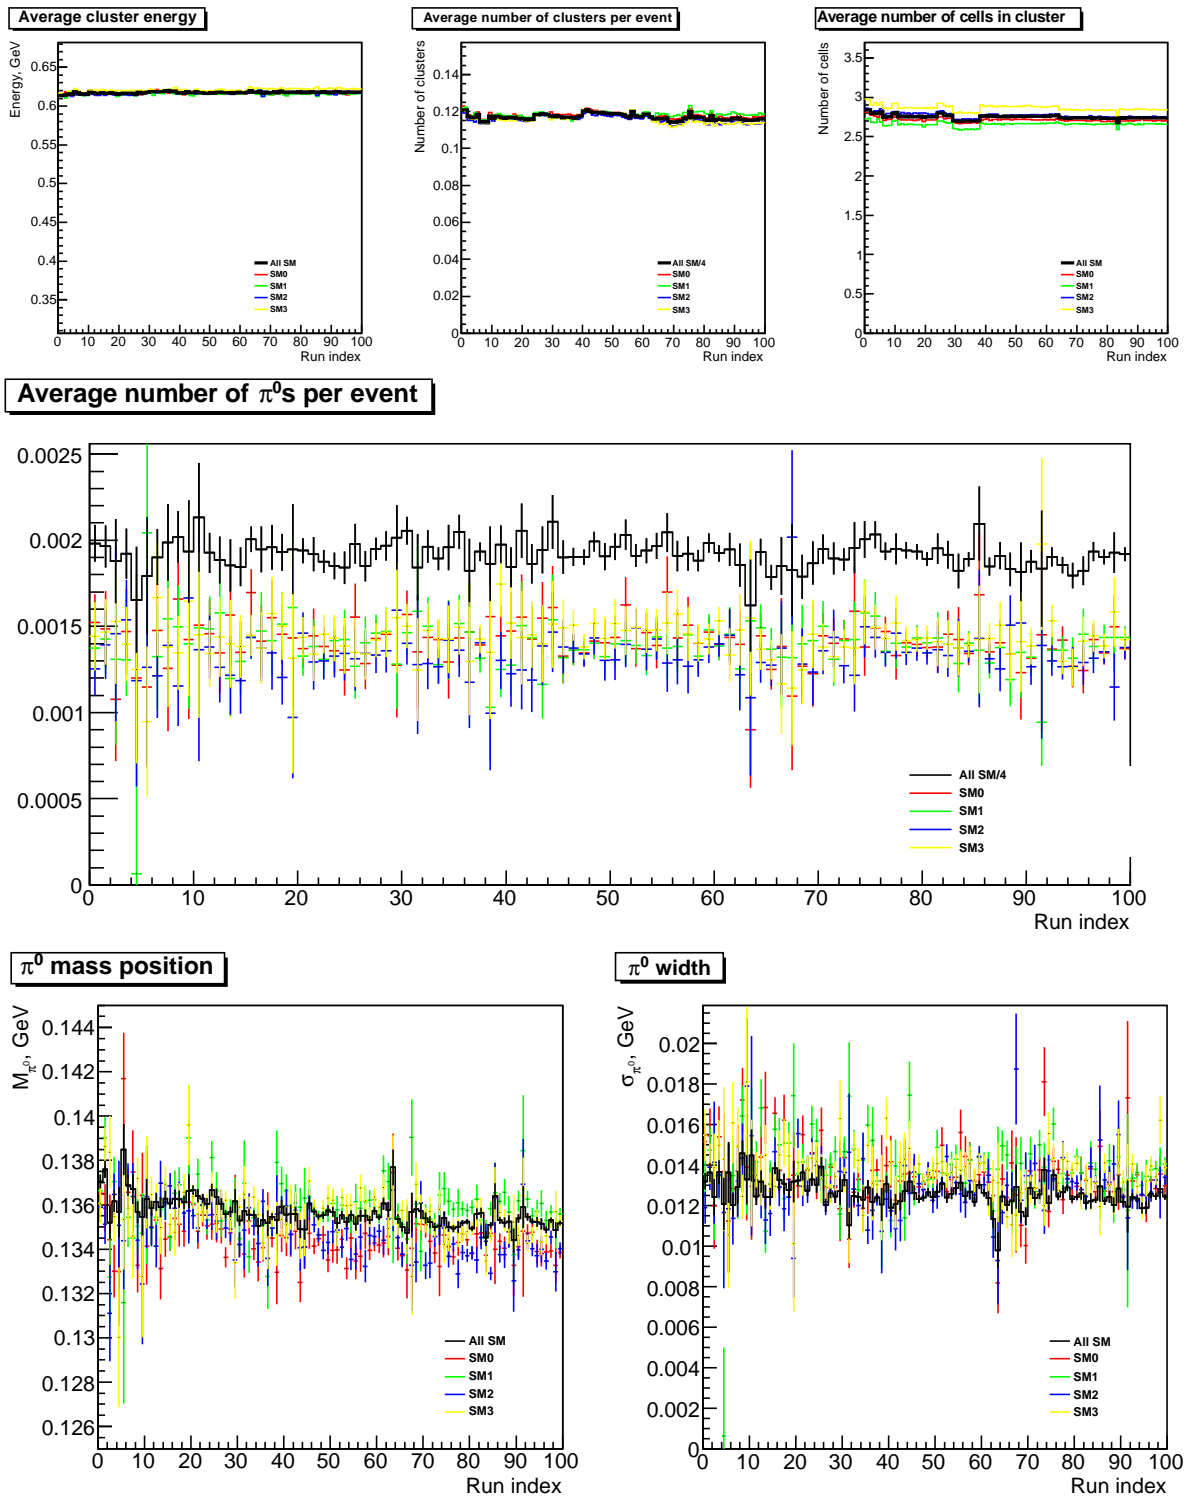 Average cluster energy
Energy, GeV
0.65
0.6
0.55
0.5
0.45
0.4
0.35
All SM
SM0
SM1
SM2
SM3
0 10 20 30 40 50 60 70 80 90 100
Run index
Average number of clusters per event
Number of clusters
0.14
0.12
0.1
0.08
0.06
0.04
0.02
0
All SM/4
SM0
SM1
SM2
SM3
0 10 20 30 40 50 60 70 80 90 100
Run index
Average number of cells in cluster
Number of cells
3.5
3
2.5
2
1.5
1
0.5
0
All SM
SM0
SM1
SM2
SM3
0 10 20 30 40 50 60 70 80 90 100
Run index
Average number of π⁰s per event
0.0025
0.002
0.0015
0.001
0.0005
0
All SM/4
SM0
SM1
SM2
SM3
0 10 20 30 40 50 60 70 80 90 100
Run index
π⁰ mass position
M_π⁰, GeV
0.144
0.142
0.14
0.138
0.136
0.134
0.132
0.13
0.128
0.126
All SM
SM0
SM1
SM2
SM3
0 10 20 30 40 50 60 70 80 90 100
Run index
π⁰ width
σ_π⁰, GeV
0.02
0.018
0.016
0.014
0.012
0.01
0.008
0.006
0.004
0.002
0
All SM
SM0
SM1
SM2
SM3
0 10 20 30 40 50 60 70 80 90 100
Run index